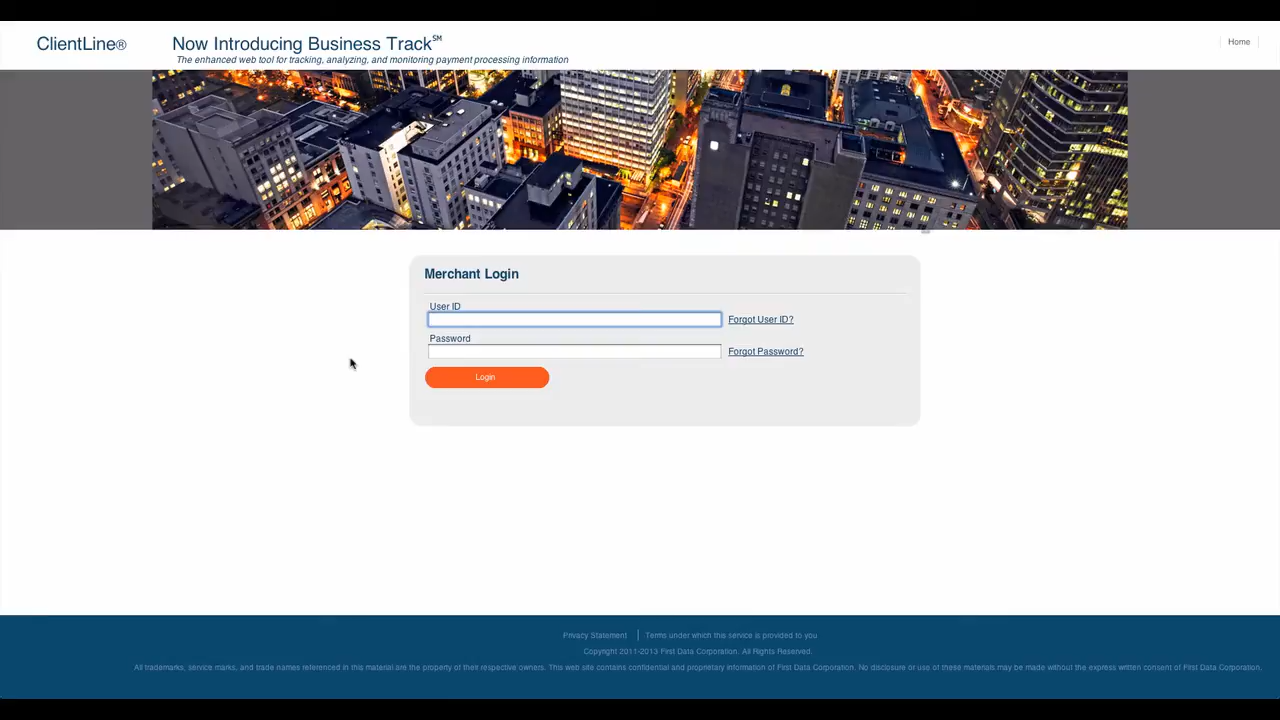 ClientLine® Now Introducing Business Track℠ Home
The enhanced web tool for tracking, analyzing, and monitoring payment processing information
Merchant Login
User ID
Forgot User ID?
Password
Forgot Password?
Login
Privacy Statement | Terms under which this service is provided to you
Copyright 2011-2013 First Data Corporation. All Rights Reserved.
All trademarks, service marks, and trade names referenced in this material are the property of their respective owners. This web site contains confidential and proprietary information of First Data Corporation. No disclosure or use of these materials may be made without the express written consent of First Data Corporation.